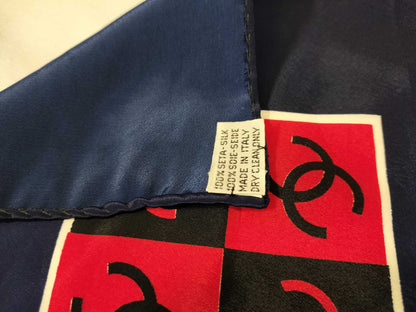 100% SETA-SILK
100% SOIE-SEIDE
MADE IN ITALY
DRY CLEAN ONLY